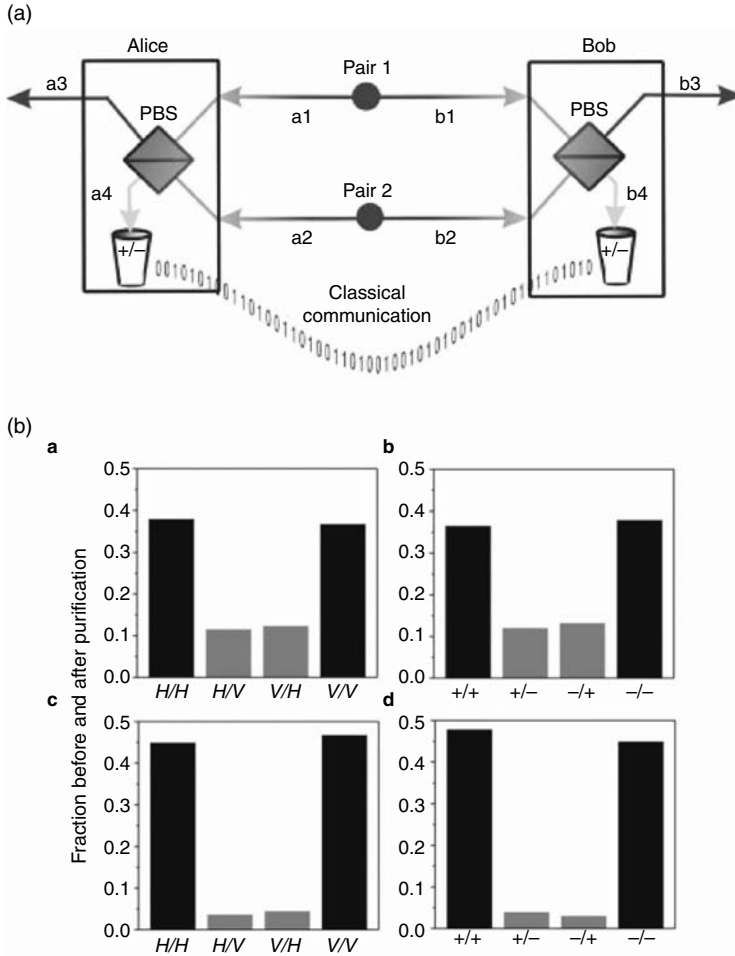 (a)
Alice
Bob
Pair 1
a3
b3
PBS
PBS
a1
b1
Pair 2
a4
b4
a2
b2
+/–
+/–
Classical
communication
(b)
a
b
Fraction before and after purification
0.5
0.4
0.3
0.2
0.1
0.0
H/H H/V V/H V/V
0.5
0.4
0.3
0.2
0.1
0.0
+/+ +/– –/+ –/–
c
d
0.5
0.4
0.3
0.2
0.1
0.0
H/H H/V V/H V/V
0.5
0.4
0.3
0.2
0.1
0.0
+/+ +/– –/+ –/–